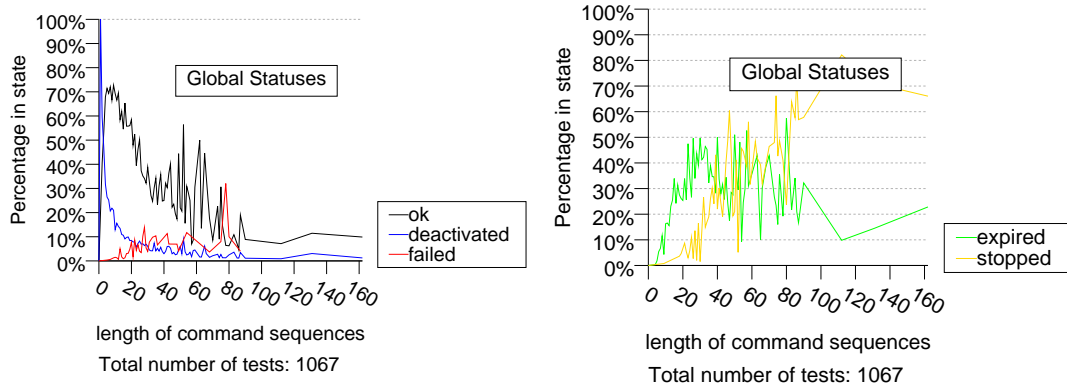 100%
90%
80%
70%
60%
50%
40%
30%
20%
10%
0%
Percentage in state
Global Statuses
0 20 40 60 80 100 120 140 160
length of command sequences
Total number of tests: 1067
ok
deactivated
failed
100%
90%
80%
70%
60%
50%
40%
30%
20%
10%
0%
Percentage in state
Global Statuses
0 20 40 60 80 100 120 140 160
length of command sequences
Total number of tests: 1067
expired
stopped